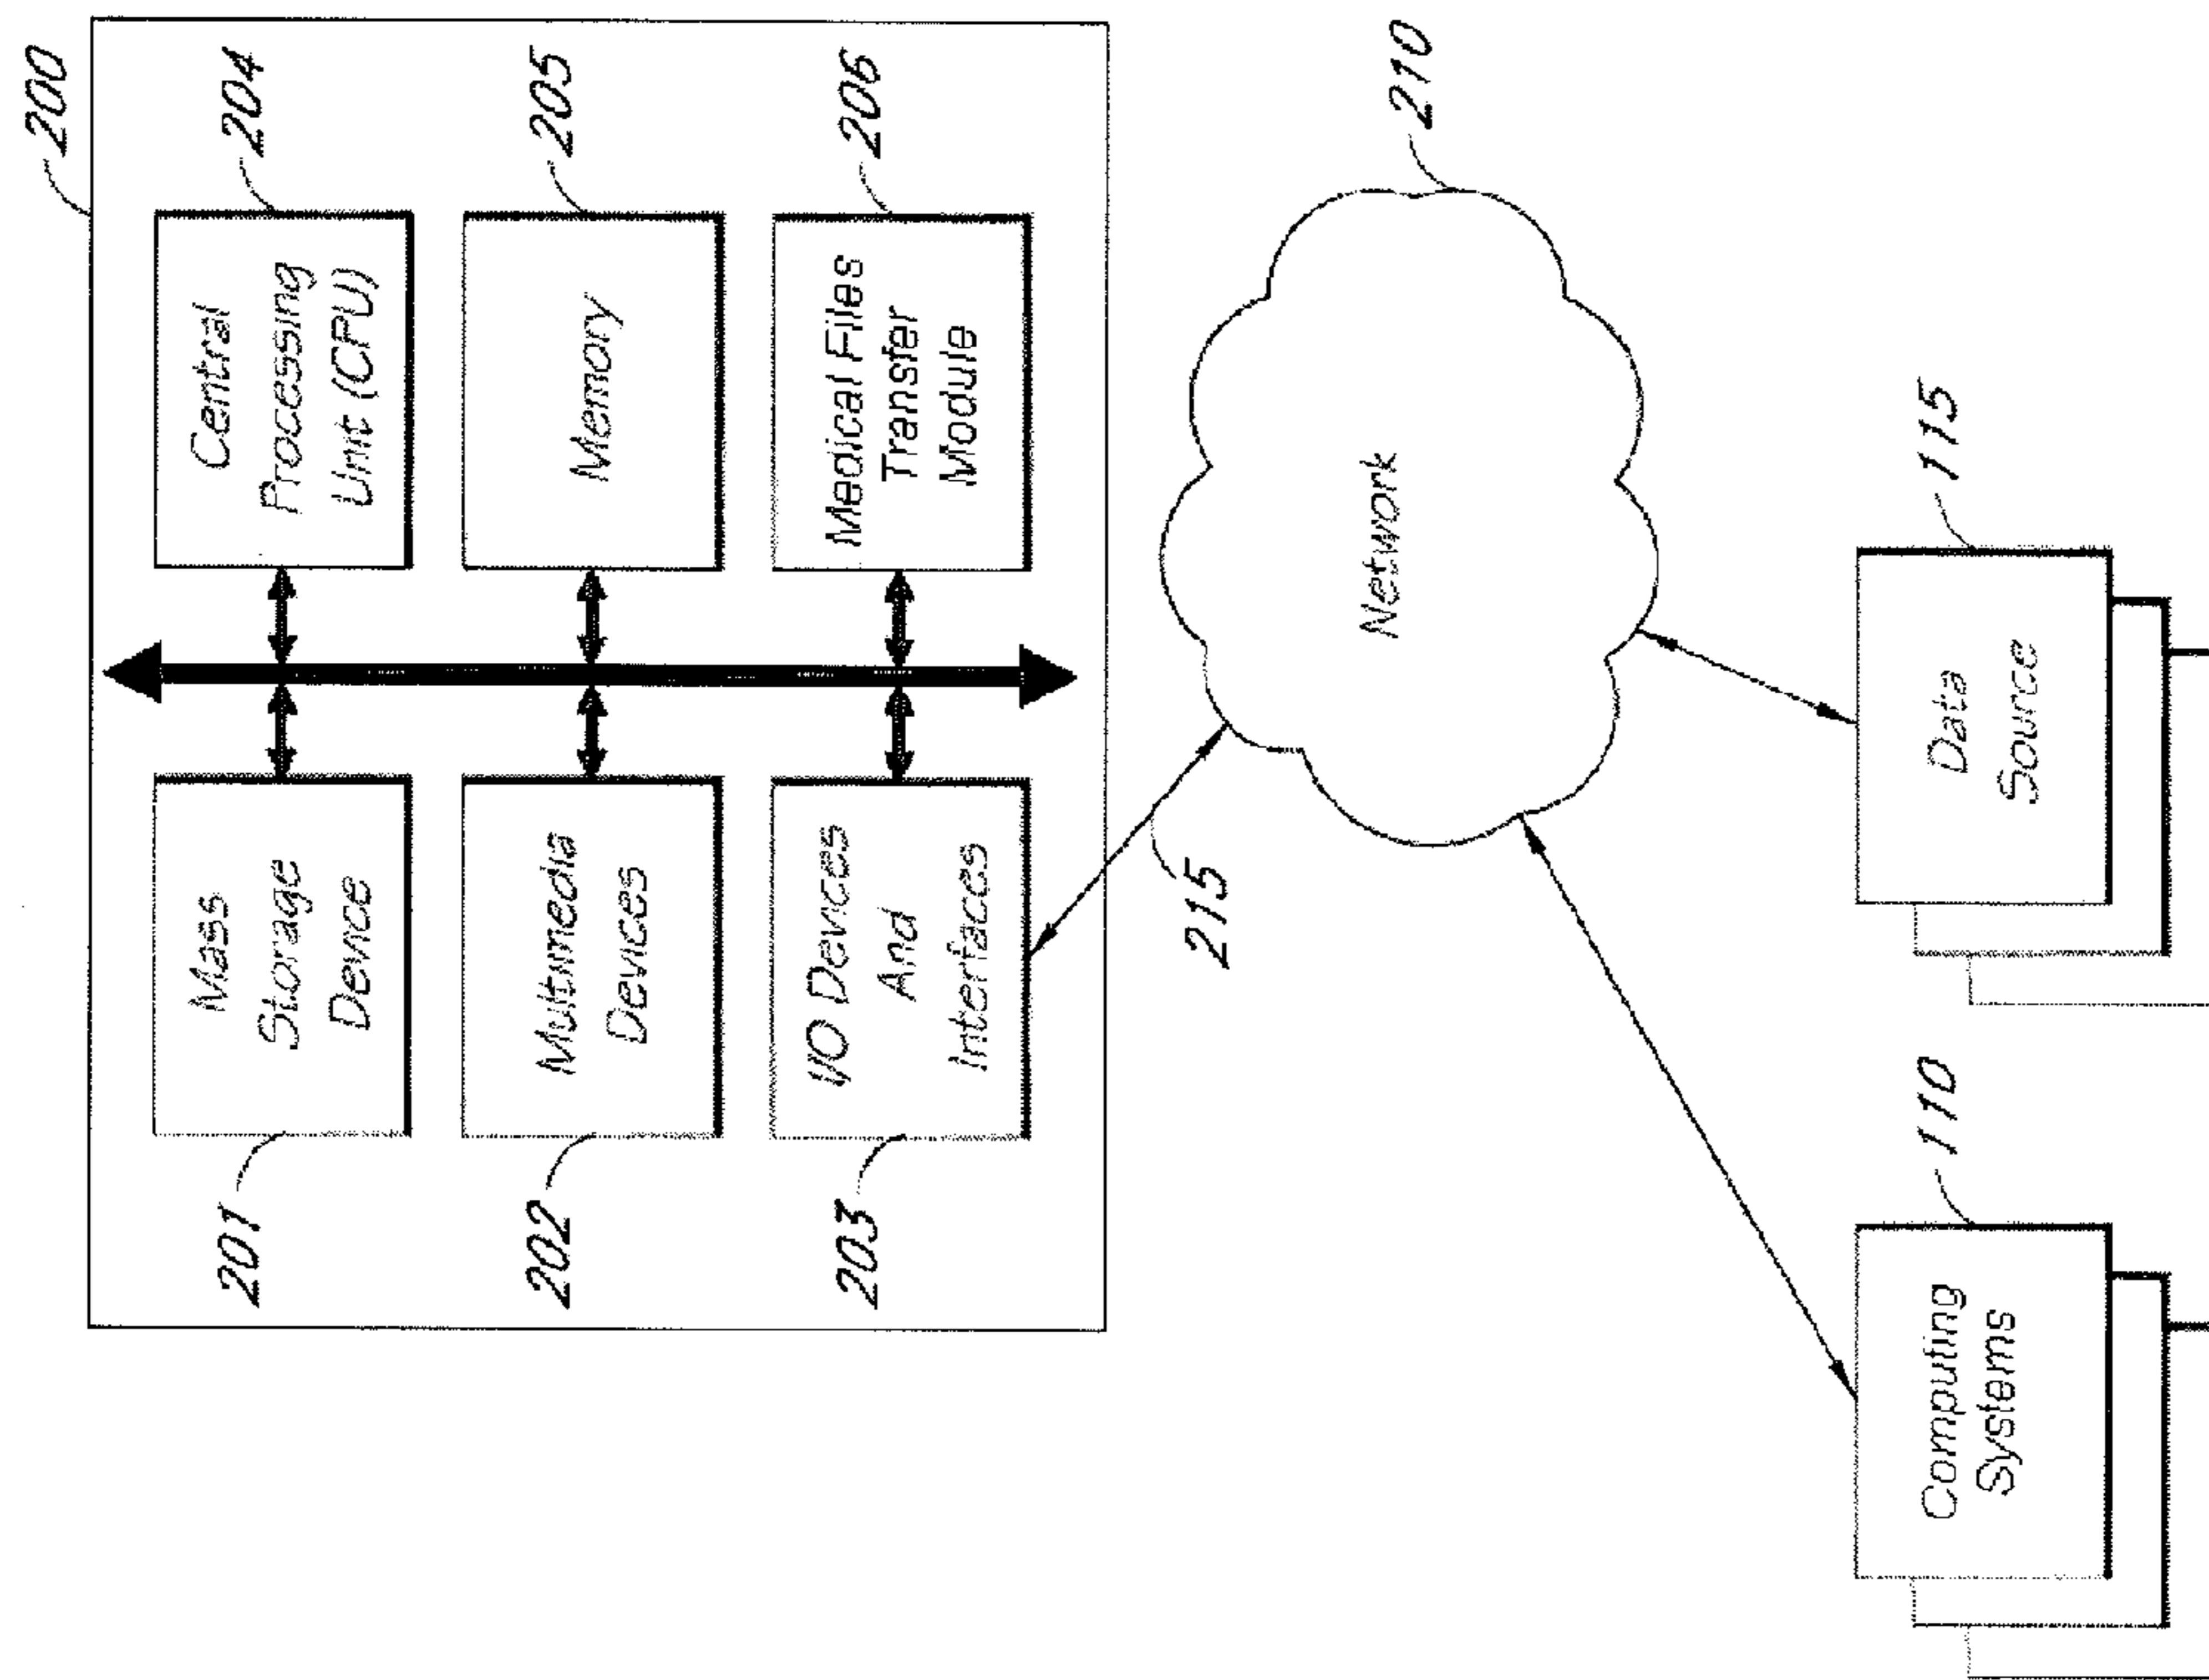 200
201
Mass
Storage
Device
Central
Processing
Unit (CPU)
204
202
Multimedia
Devices
Memory
205
203
I/O Devices
And
Interfaces
Medical Files
Transfer
Module
206
215
Network
210
110
Computing
Systems
Data
Source
115